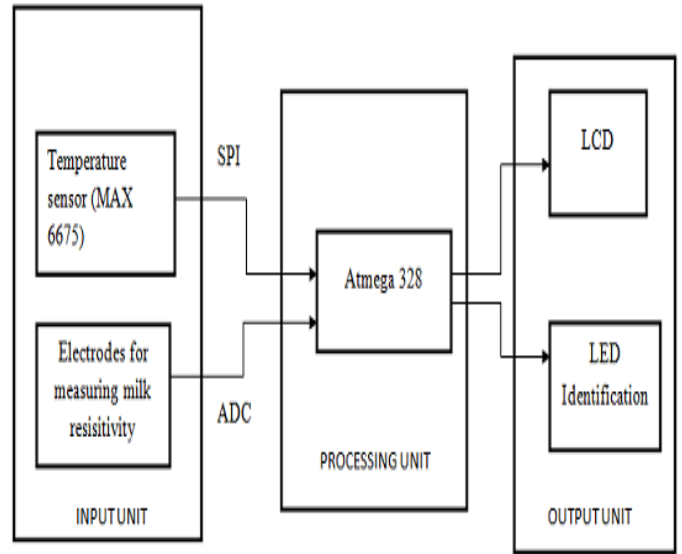 Temperature
sensor (MAX
6675)
Electrodes for
measuring milk
resisitivity
INPUT UNIT
SPI
ADC
Atmega 328
PROCESSING UNIT
LCD
LED
Identification
OUTPUT UNIT